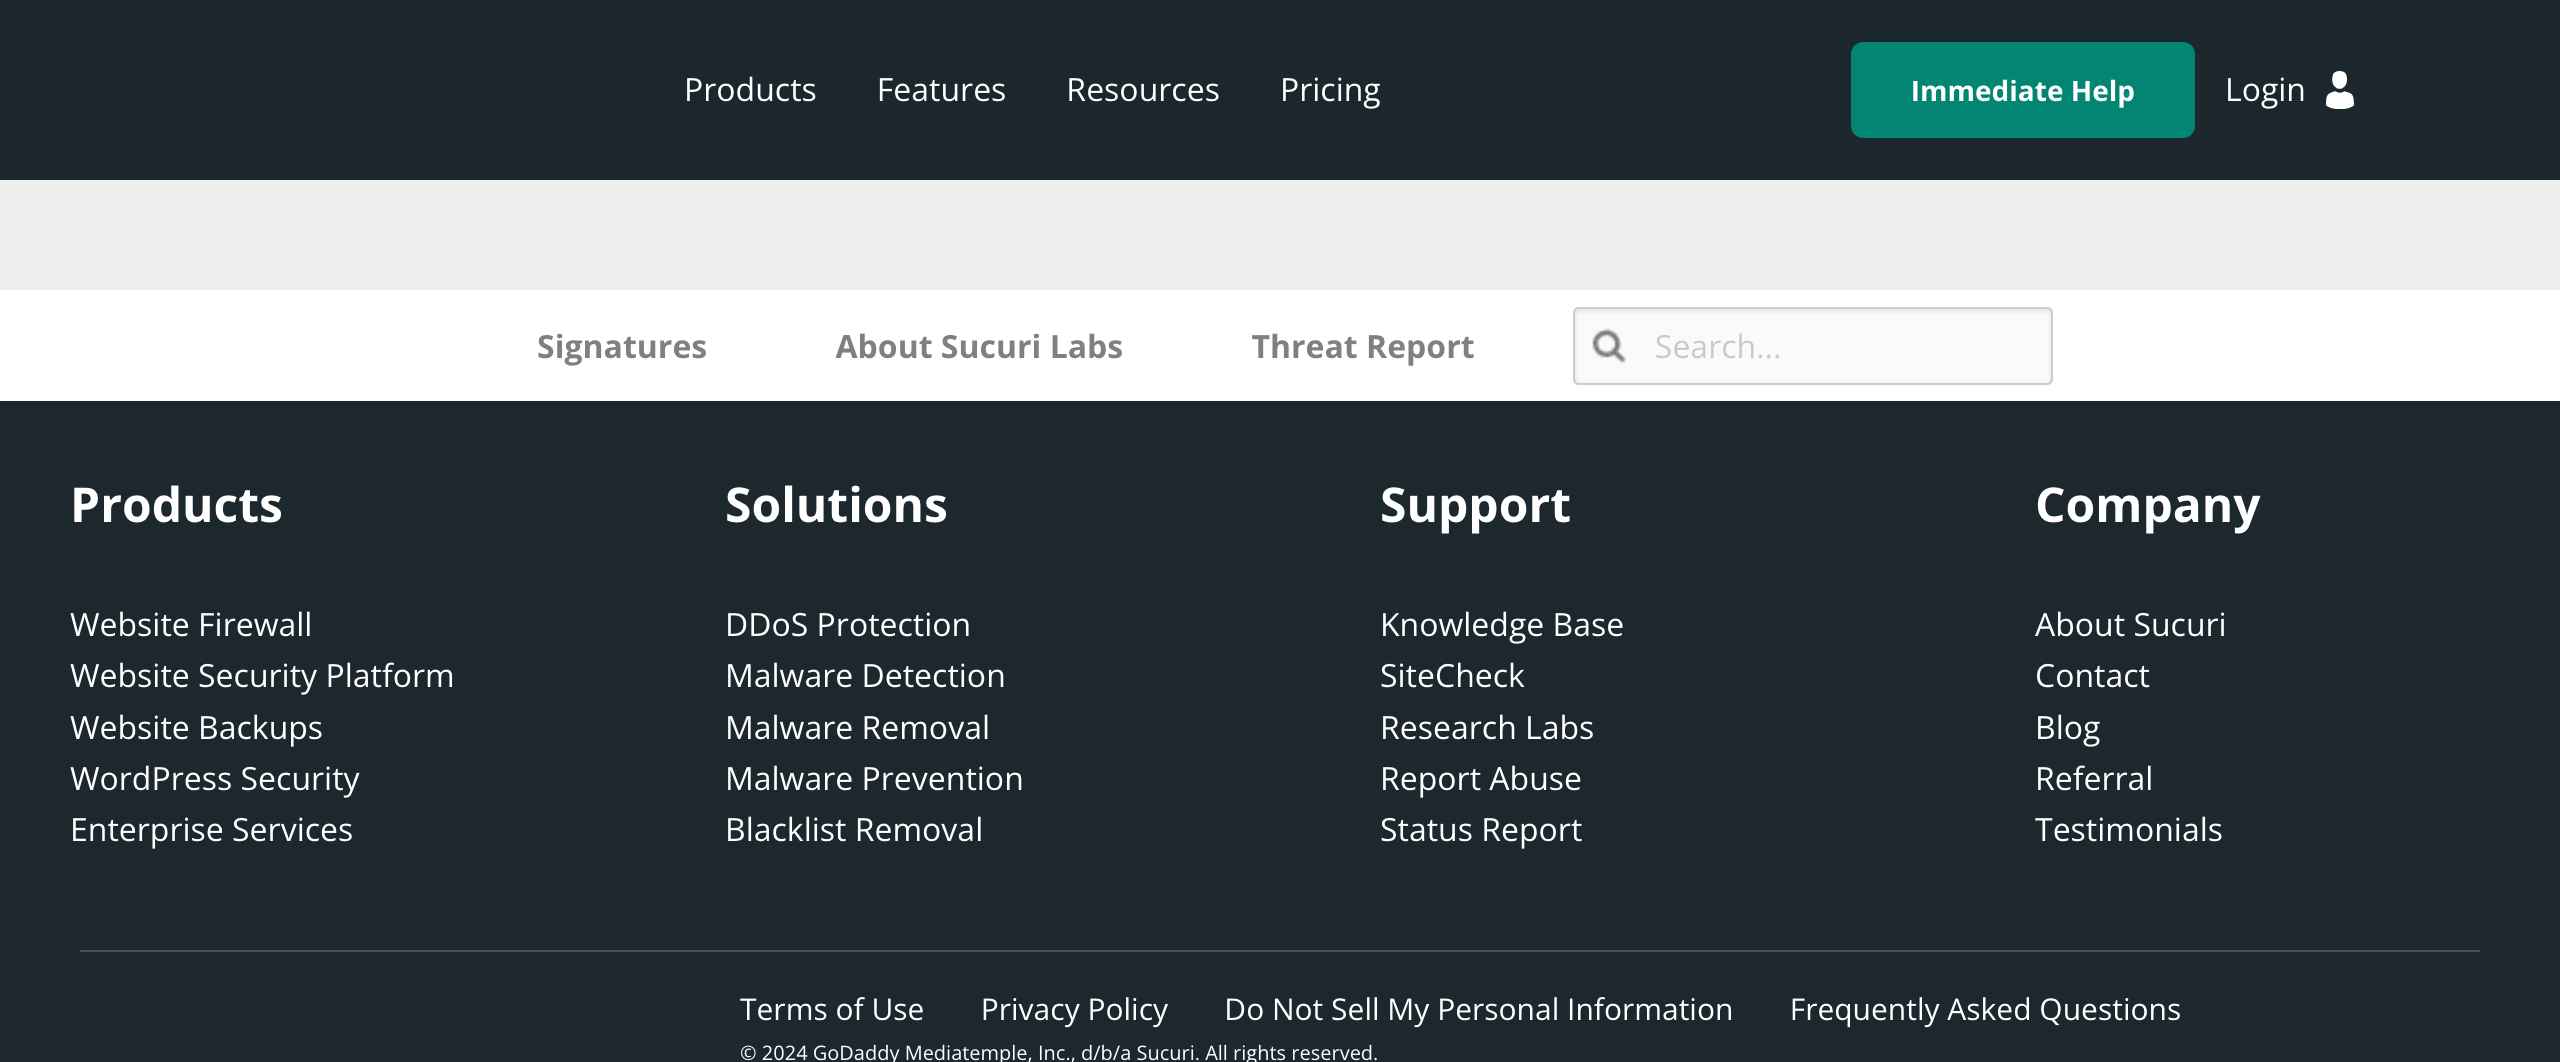 Products Features Resources Pricing Immediate Help Login
Signatures About Sucuri Labs Threat Report Search...
Products
Website Firewall
Website Security Platform
Website Backups
WordPress Security
Enterprise Services
Solutions
DDoS Protection
Malware Detection
Malware Removal
Malware Prevention
Blacklist Removal
Support
Knowledge Base
SiteCheck
Research Labs
Report Abuse
Status Report
Company
About Sucuri
Contact
Blog
Referral
Testimonials
Terms of Use Privacy Policy Do Not Sell My Personal Information Frequently Asked Questions
© 2024 GoDaddy Mediatemple, Inc., d/b/a Sucuri. All rights reserved.